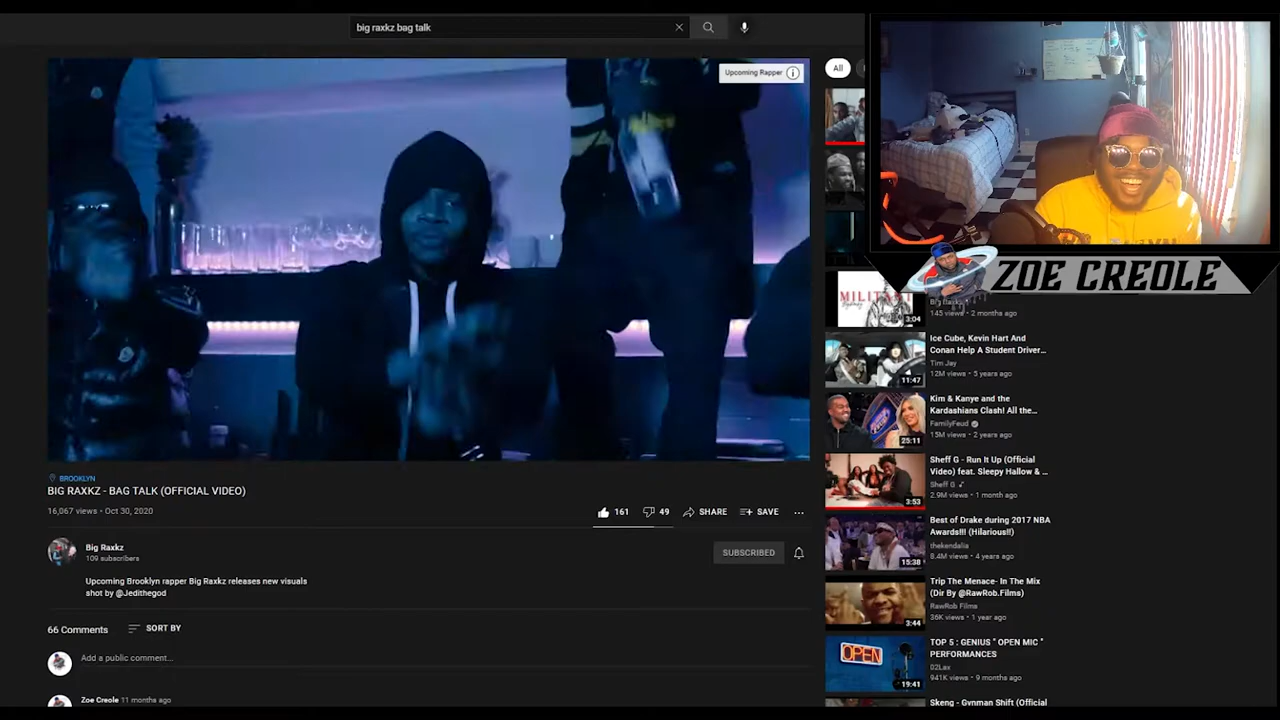 big raxkz bag talk
Upcoming Rapper
All
ZOE CREOLE
BROOKLYN
BIG RAXKZ - BAG TALK (OFFICIAL VIDEO)
16,067 views • Oct 30, 2020
161
49
SHARE
SAVE
Big Raxkz
109 subscribers
SUBSCRIBED
Upcoming Brooklyn rapper Big Raxkz releases new visuals
shot by @Jedithegod
66 Comments
SORT BY
Add a public comment...
Zoe Creole 11 months ago
3:04
145 views • 2 months ago
Ice Cube, Kevin Hart And
Conan Help A Student Driver...
Tim Jay
12M views • 5 years ago
11:47
Kim & Kanye and the
Kardashians Clash! All the...
FamilyFeud
15M views • 2 years ago
25:11
Sheff G - Run It Up (Official
Video) feat. Sleepy Hallow & ...
Sheff G
2.9M views • 1 month ago
3:53
Best of Drake during 2017 NBA
Awards!!! (Hilarious!!)
thekendalia
8.4M views • 4 years ago
15:38
Trip The Menace- In The Mix
(Dir By @RawRob.Films)
RawRob Films
36K views • 1 year ago
3:44
TOP 5 : GENIUS " OPEN MIC "
PERFORMANCES
02Lax
941K views • 9 months ago
OPEN
19:41
Skeng - Gvnman Shift (Official